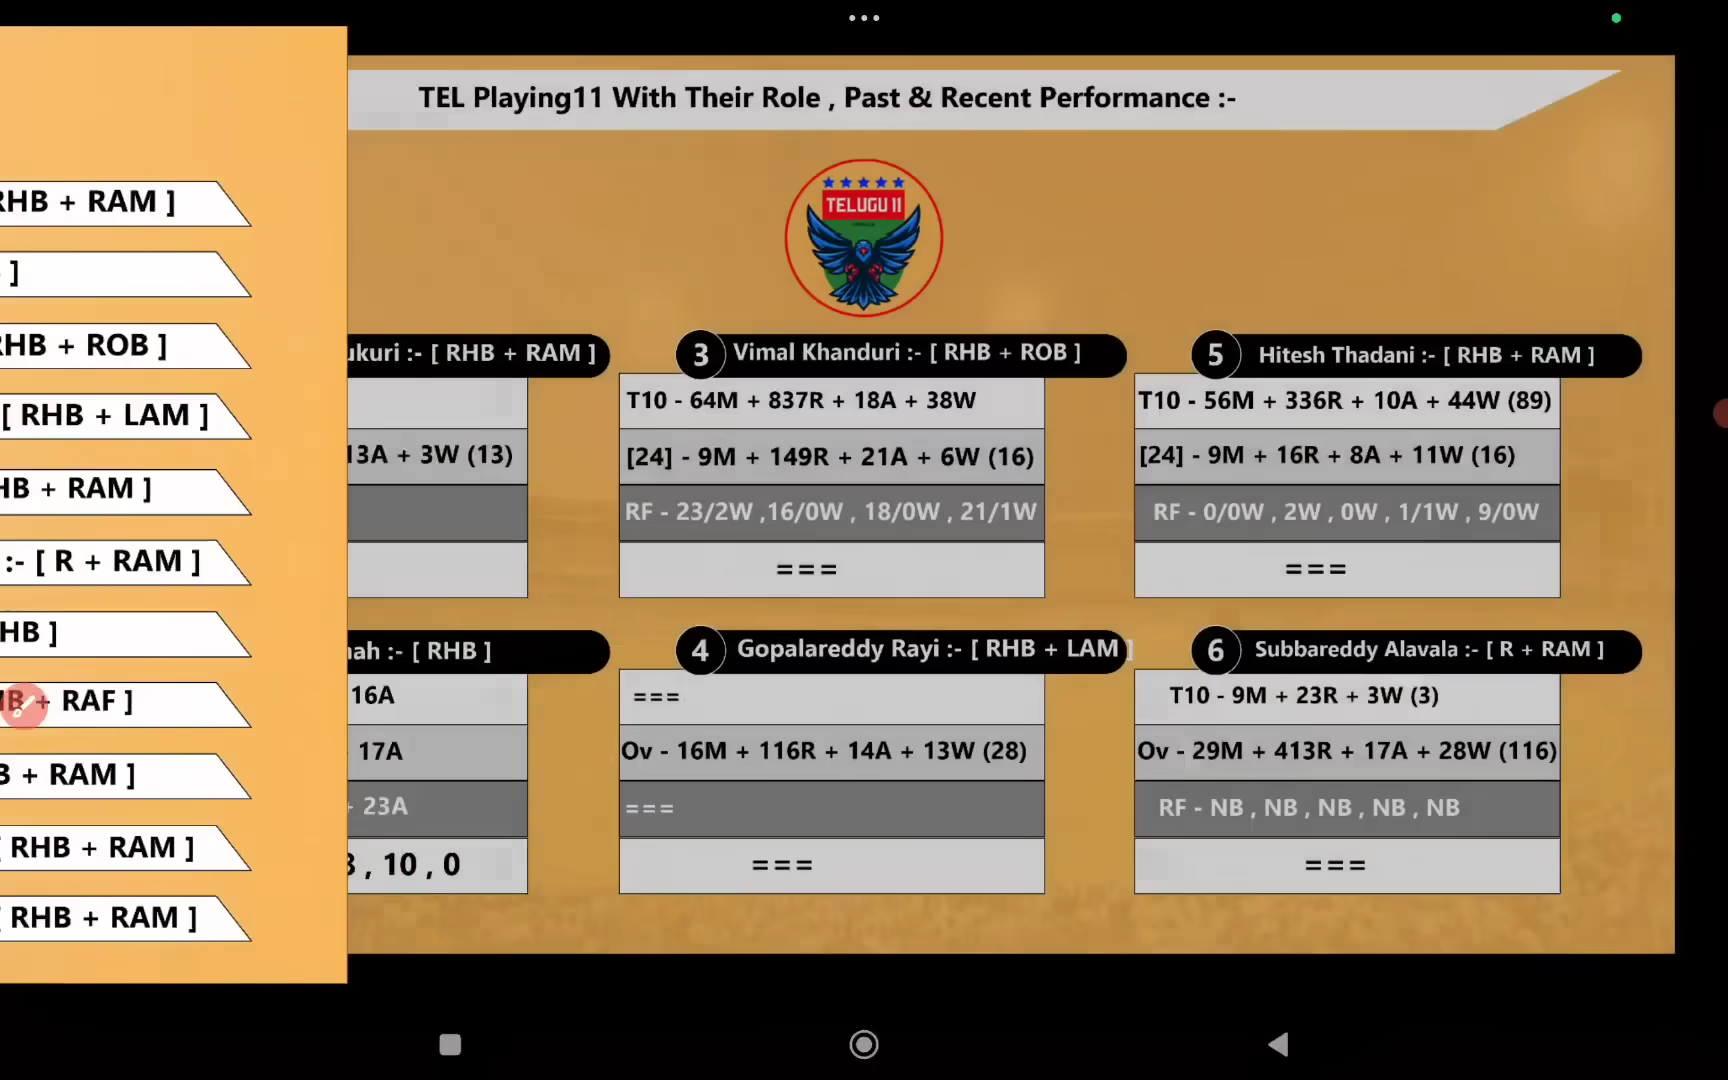 TEL Playing11 With Their Role , Past & Recent Performance :-
TELUGU 11
RHB + RAM ]
]
RHB + ROB ]
[ RHB + LAM ]
HB + RAM ]
:- [ R + RAM ]
HB ]
HB + RAF ]
B + RAM ]
[ RHB + RAM ]
[ RHB + RAM ]
ukuri :- [ RHB + RAM ]
13A + 3W (13)
3 Vimal Khanduri :- [ RHB + ROB ]
T10 - 64M + 837R + 18A + 38W
[24] - 9M + 149R + 21A + 6W (16)
RF - 23/2W ,16/0W , 18/0W , 21/1W
===
5 Hitesh Thadani :- [ RHB + RAM ]
T10 - 56M + 336R + 10A + 44W (89)
[24] - 9M + 16R + 8A + 11W (16)
RF - 0/0W , 2W , 0W , 1/1W , 9/0W
===
nah :- [ RHB ]
16A
- 17A
+ 23A
3 , 10 , 0
4 Gopalareddy Rayi :- [ RHB + LAM ]
===
Ov - 16M + 116R + 14A + 13W (28)
===
===
6 Subbareddy Alavala :- [ R + RAM ]
T10 - 9M + 23R + 3W (3)
Ov - 29M + 413R + 17A + 28W (116)
RF - NB , NB , NB , NB , NB
===